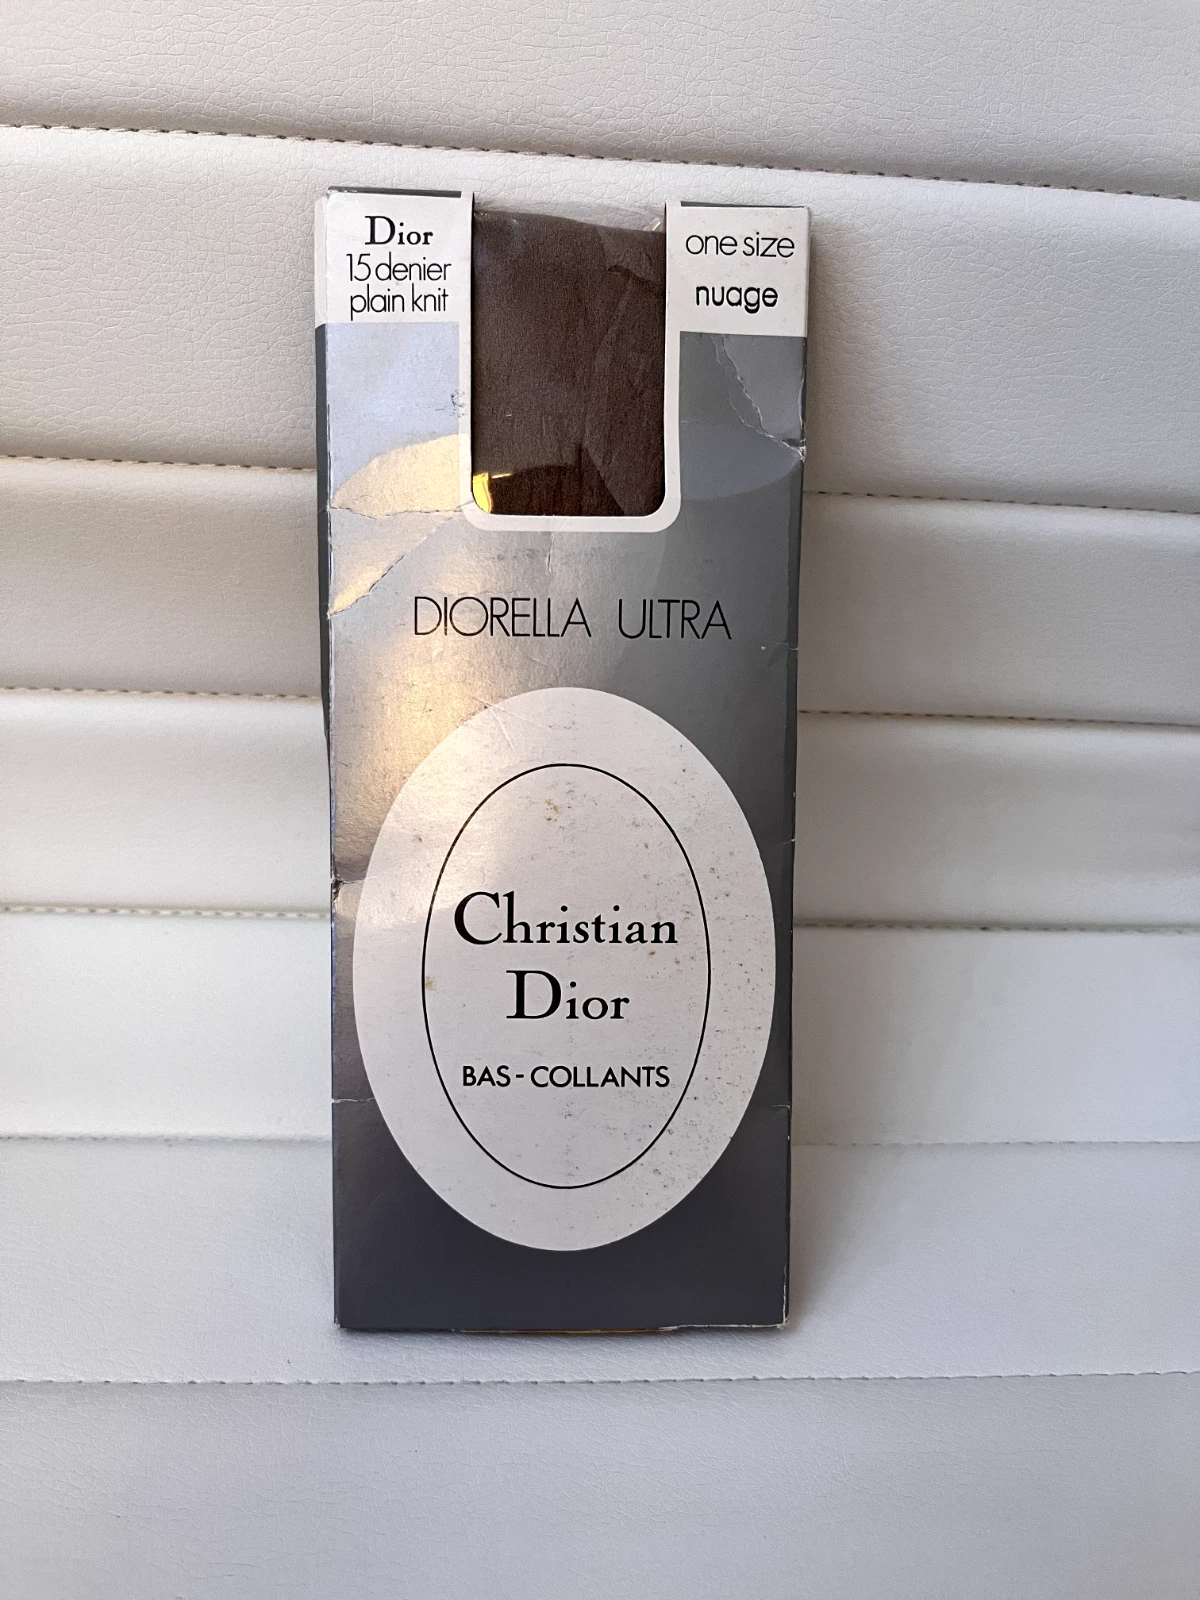 Dior
15 denier
plain knit
one size
nuage
DIORELLA ULTRA
Christian
Dior
BAS-COLLANTS